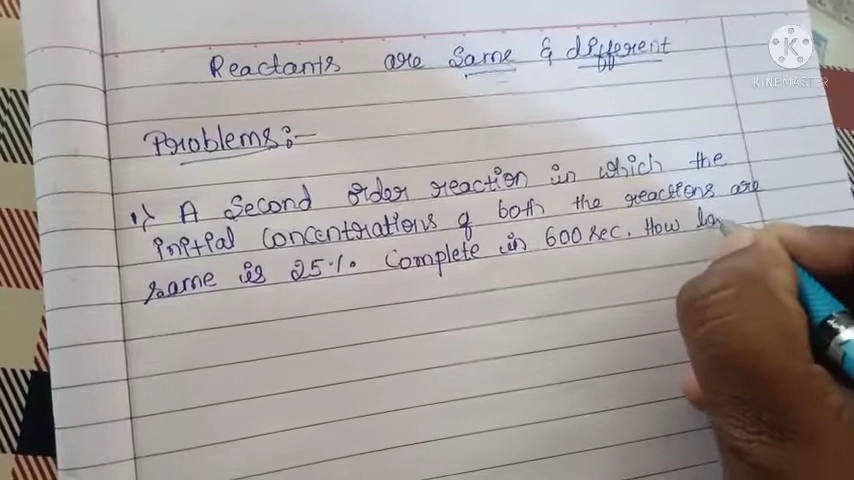 KINEMASTER
Reactants are same & different
Problems:-
1) A Second order reaction in which the
initial concentrations of both the reactions are
same is 25% Complete in 600 sec. How